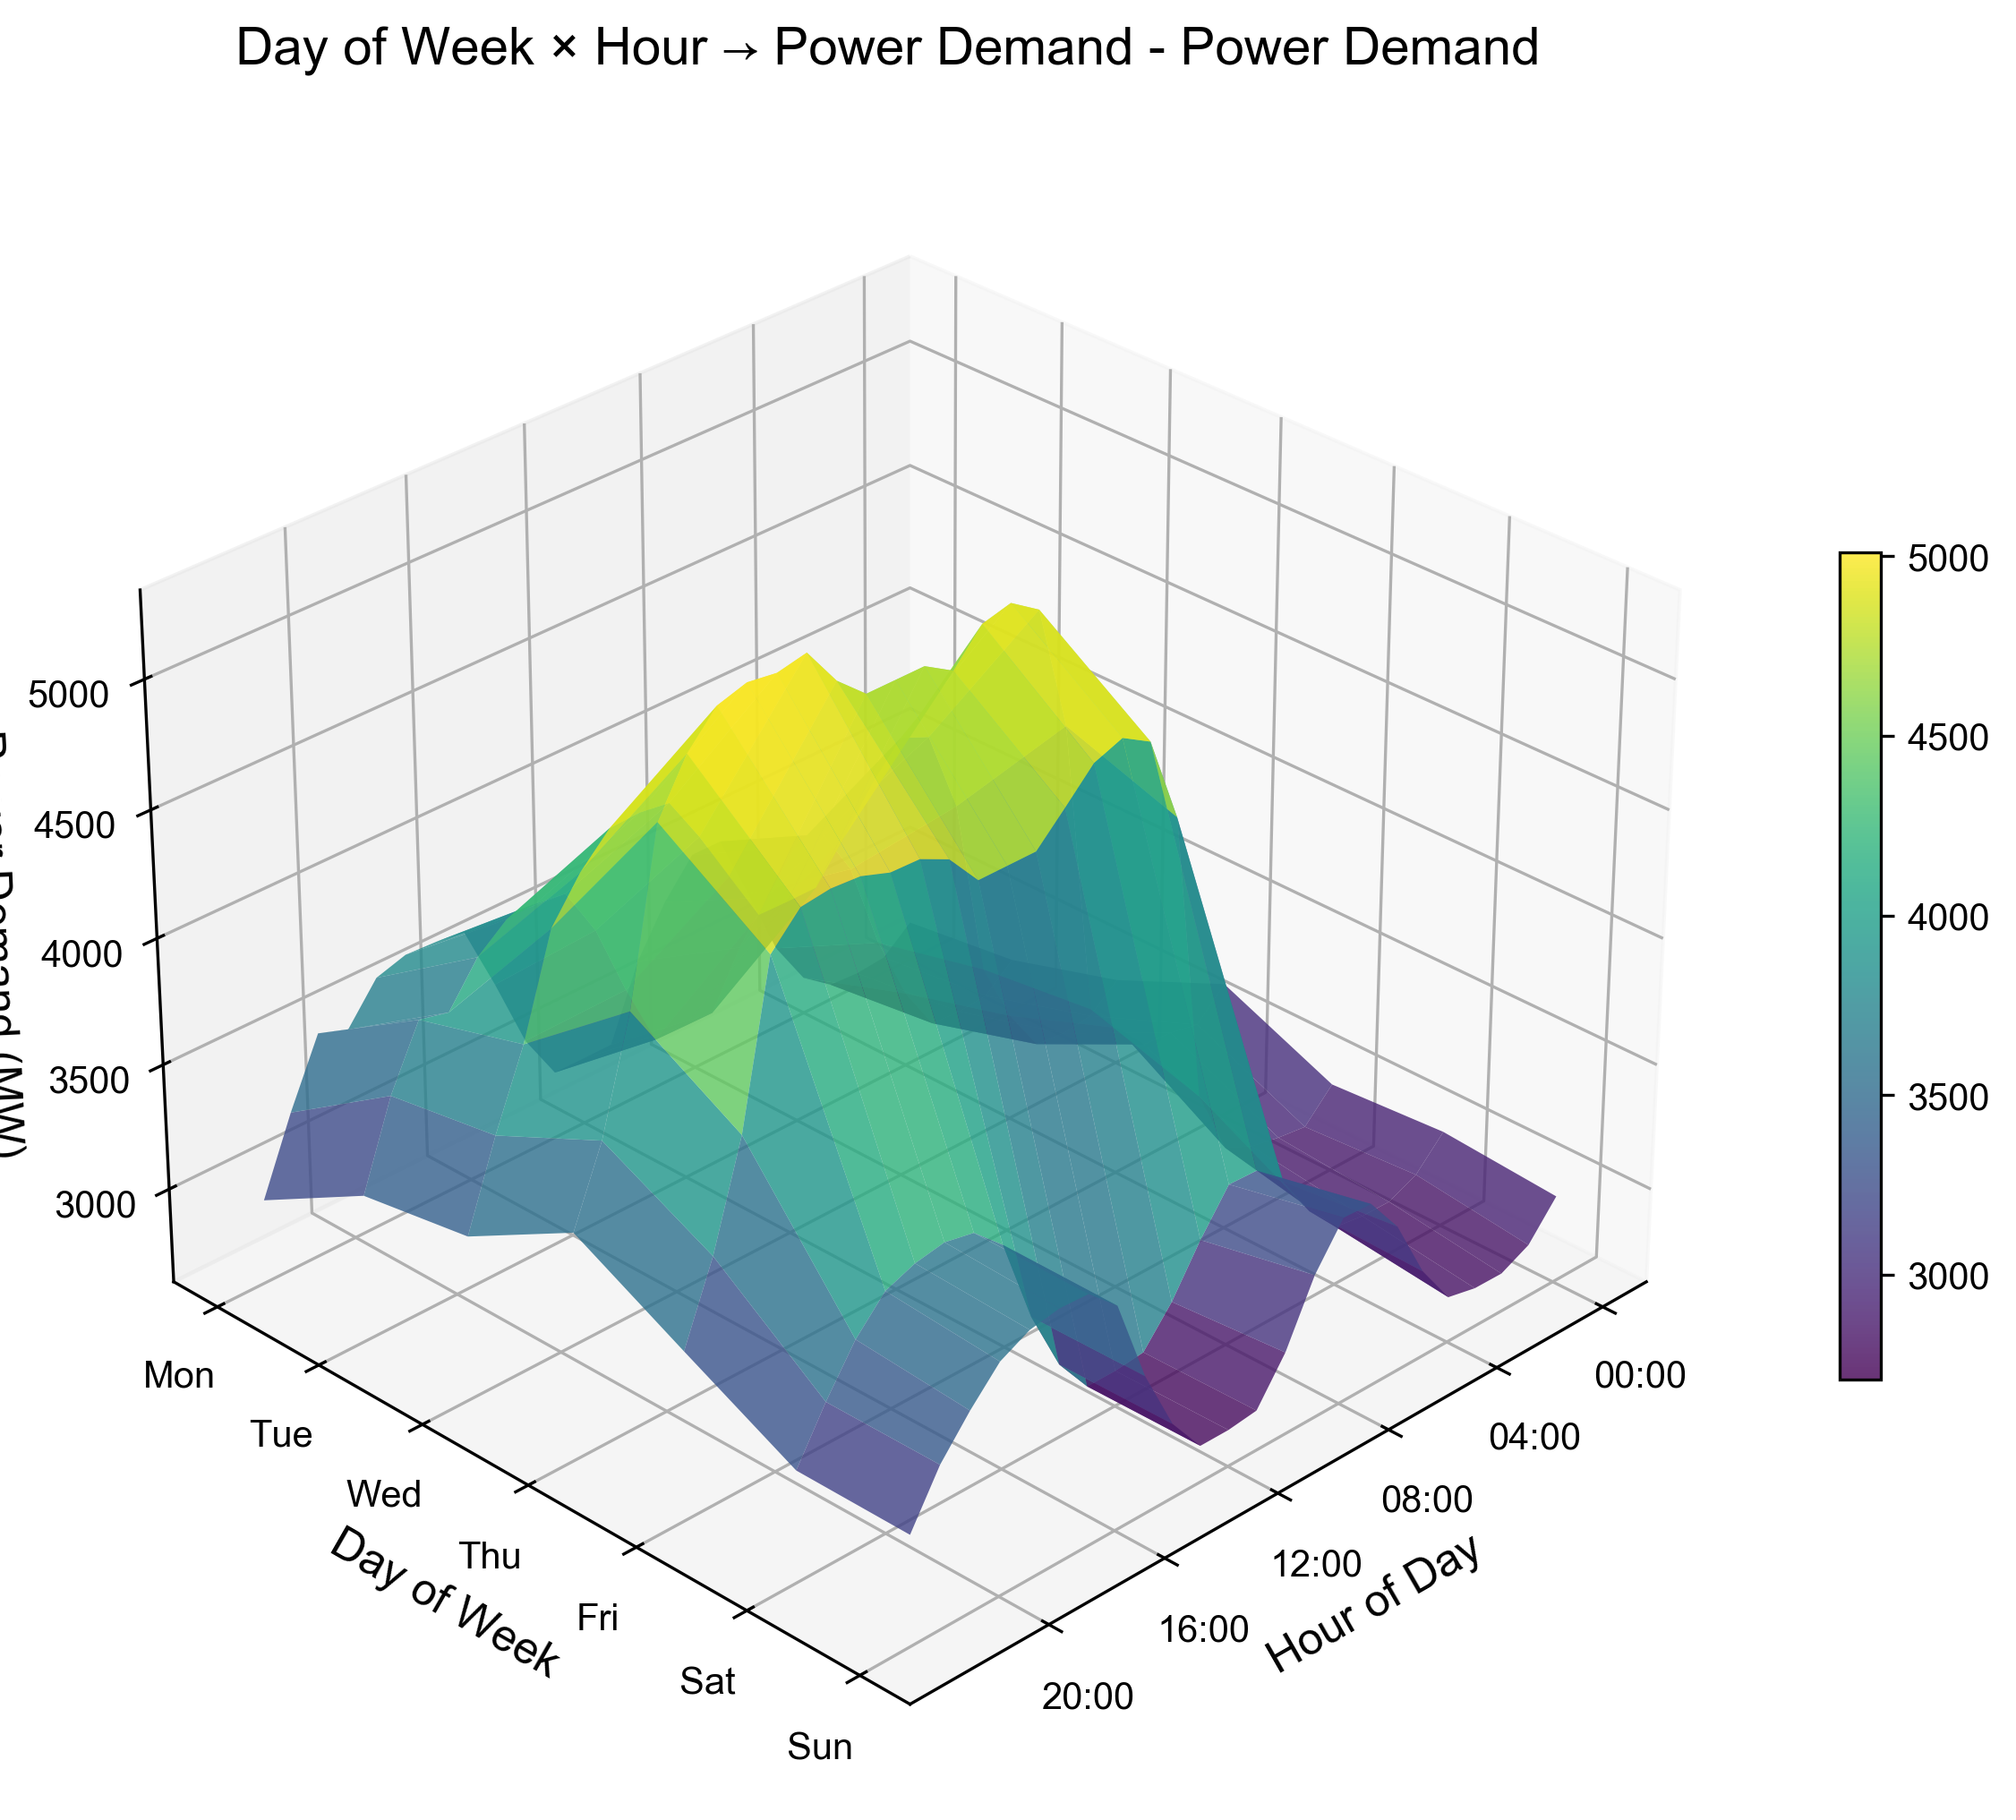 Day of Week × Hour → Power Demand - Power Demand
5000
4500
4000
3500
3000
Demand (MW)
Mon
Tue
Wed
Thu
Fri
Sat
Sun
Day of Week
00:00
04:00
08:00
12:00
16:00
20:00
Hour of Day
5000
4500
4000
3500
3000